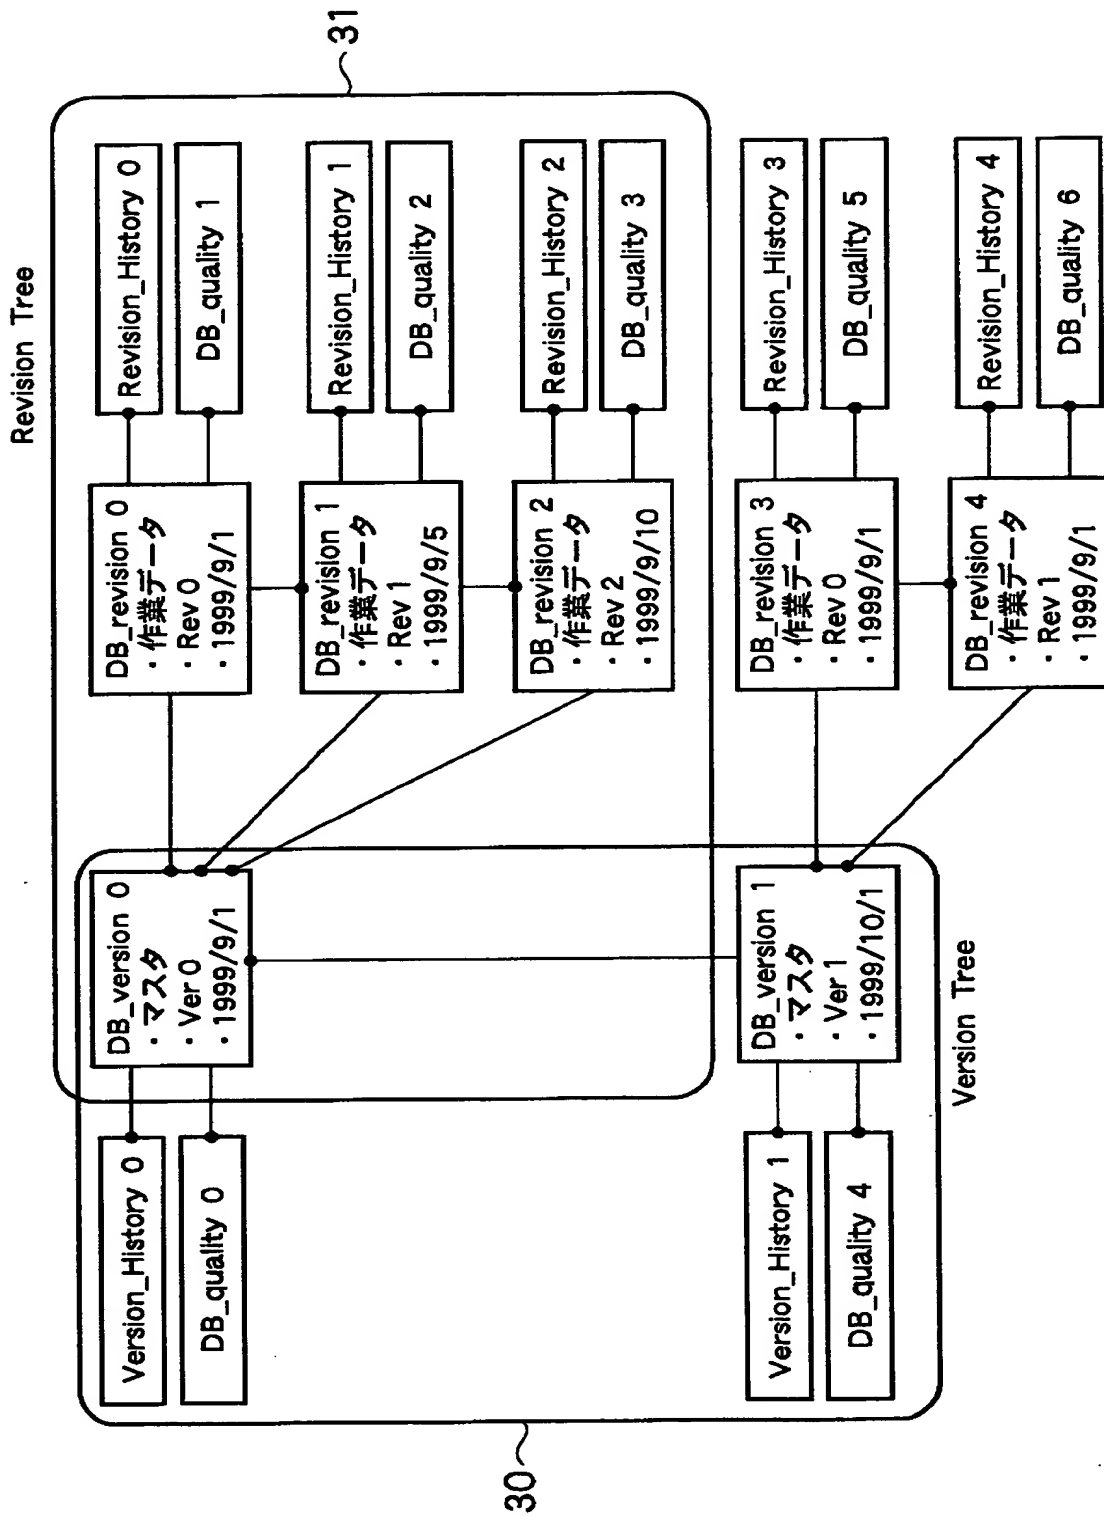 Revision Tree
31
Revision_History 0
DB_quality 1
Revision_History 1
DB_quality 2
Revision_History 2
DB_quality 3
Revision_History 3
DB_quality 5
Revision_History 4
DB_quality 6
DB_revision 0
・作業データ
・Rev 0
・1999/9/1
DB_revision 1
・作業データ
・Rev 1
・1999/9/5
DB_revision 2
・作業データ
・Rev 2
・1999/9/10
DB_revision 3
・作業データ
・Rev 0
・1999/9/1
DB_revision 4
・作業データ
・Rev 1
・1999/9/1
DB_version 0
・マスタ
・Ver 0
・1999/9/1
DB_version 1
・マスタ
・Ver 1
・1999/10/1
Version Tree
Version_History 0
DB_quality 0
Version_History 1
DB_quality 4
30